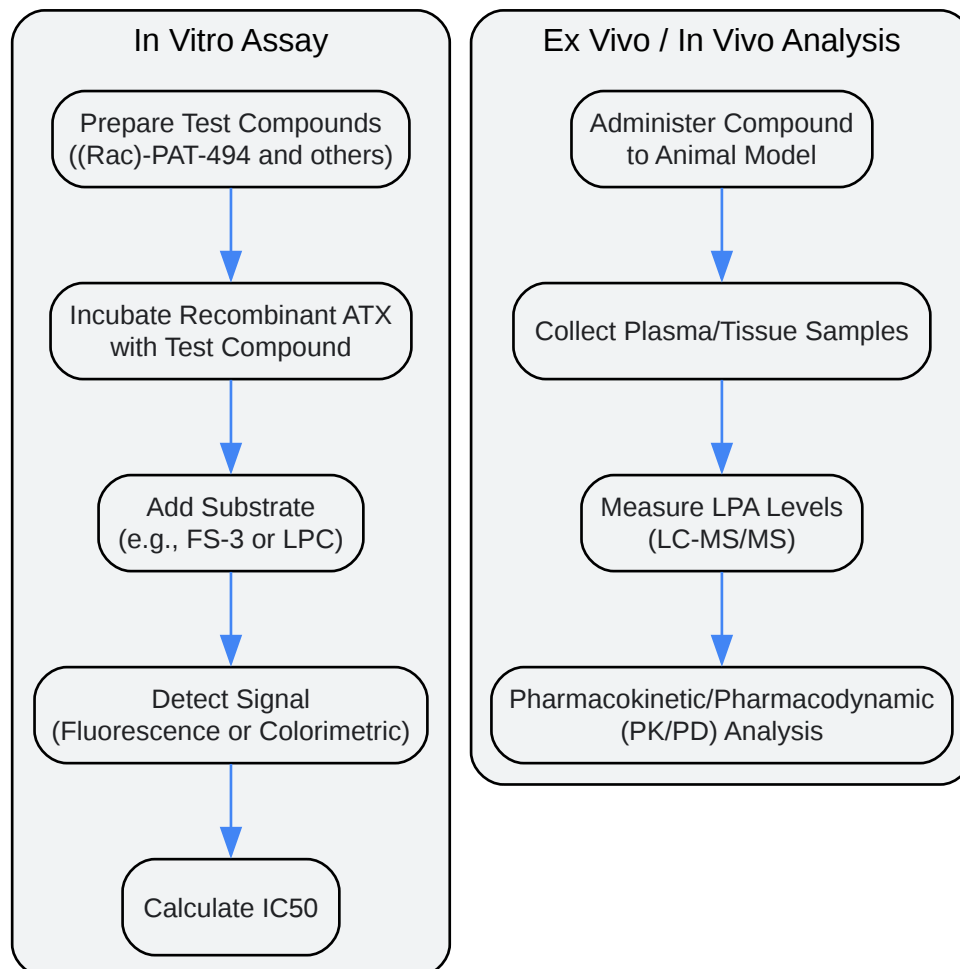 In Vitro Assay
Prepare Test Compounds
((Rac)-PAT-494 and others)
Incubate Recombinant ATX
with Test Compound
Add Substrate
(e.g., FS-3 or LPC)
Detect Signal
(Fluorescence or Colorimetric)
Calculate IC50
Ex Vivo / In Vivo Analysis
Administer Compound
to Animal Model
Collect Plasma/Tissue Samples
Measure LPA Levels
(LC-MS/MS)
Pharmacokinetic/Pharmacodynamic
(PK/PD) Analysis